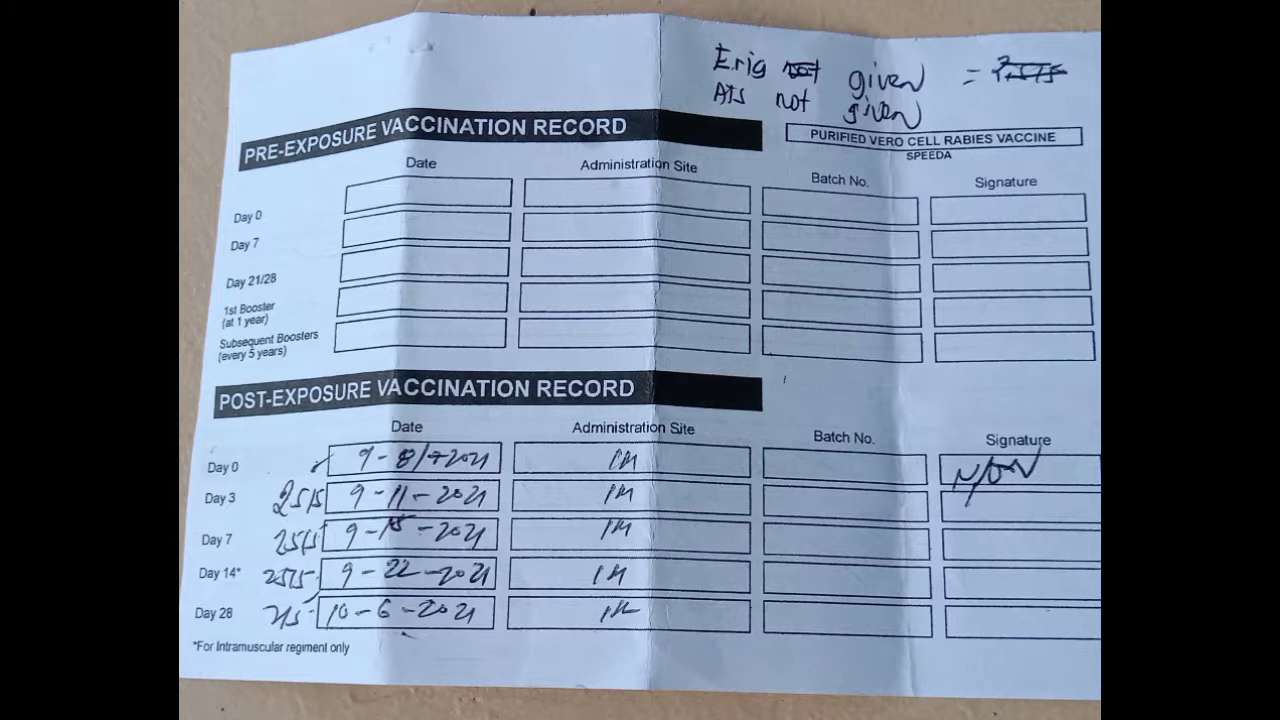 Erig given =
ATS not given
PRE-EXPOSURE VACCINATION RECORD
PURIFIED VERO CELL RABIES VACCINE
SPEEDA
Date Administration Site Batch No. Signature
Day 0
Day 7
Day 21/28
1st Booster
(at 1 year)
Subsequent Boosters
(every 5 years)
POST-EXPOSURE VACCINATION RECORD
Date Administration Site Batch No. Signature
Day 0 9-8/2021 IM
Day 3 9-11-2021 IM
Day 7 9-15-2021 IM
Day 14* 9-22-2021 IM
Day 28 10-6-2021 IM
*For Intramuscular regiment only